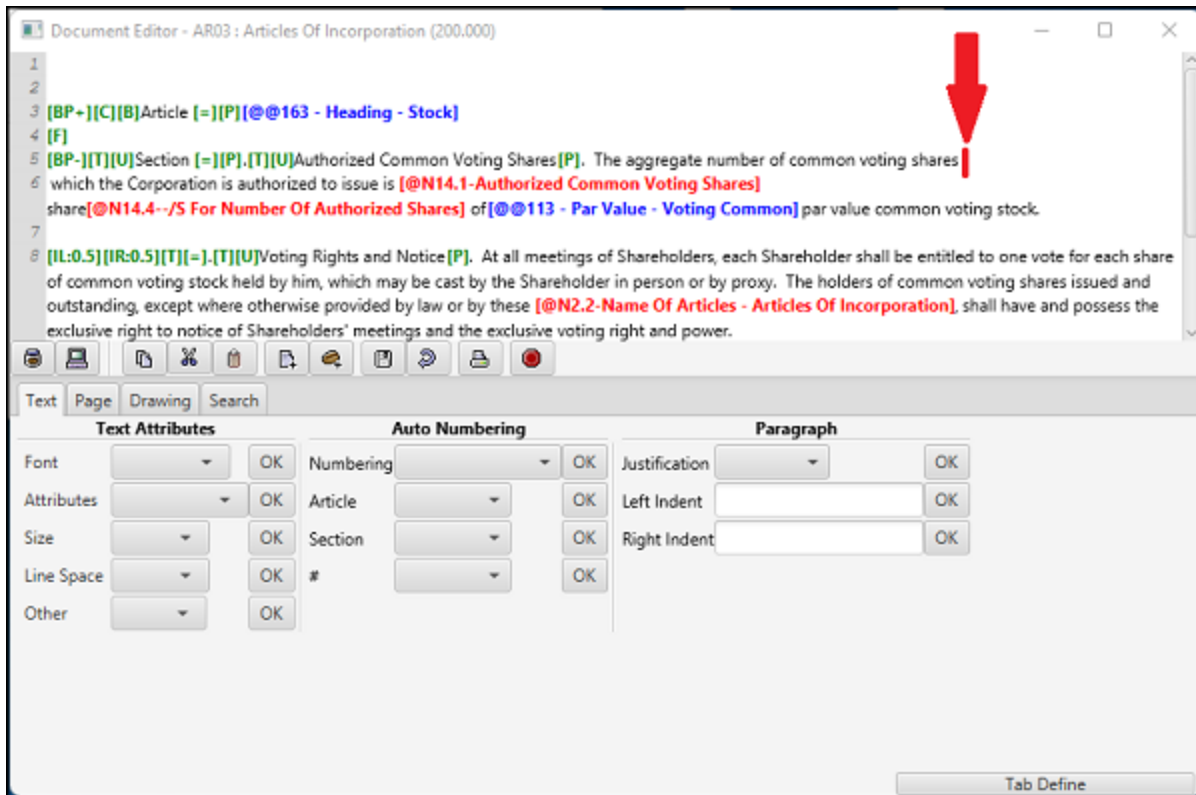 Document Editor - AR03 : Articles Of Incorporation (200.000)
1
2
3 [BP+][C][B]Article [=][P][@@163 - Heading - Stock]
4 [F]
5 [BP-][T][U]Section [=][P].[T][U]Authorized Common Voting Shares[P].  The aggregate number of common voting shares
6 which the Corporation is authorized to issue is [@N14.1-Authorized Common Voting Shares]
share[@N14.4--/S For Number Of Authorized Shares] of[@@113 - Par Value - Voting Common] par value common voting stock.
7
8 [IL:0.5][IR:0.5][T][=].[T][U]Voting Rights and Notice[P].  At all meetings of Shareholders, each Shareholder shall be entitled to one vote for each share
of common voting stock held by him, which may be cast by the Shareholder in person or by proxy.  The holders of common voting shares issued and
outstanding, except where otherwise provided by law or by these [@N2.2-Name Of Articles - Articles Of Incorporation], shall have and possess the
exclusive right to notice of Shareholders' meetings and the exclusive voting right and power.
Text Page Drawing Search
Text Attributes Auto Numbering Paragraph
Font OK Numbering OK Justification OK
Attributes OK Article OK Left Indent OK
Size OK Section OK Right Indent OK
Line Space OK # OK
Other OK
Tab Define